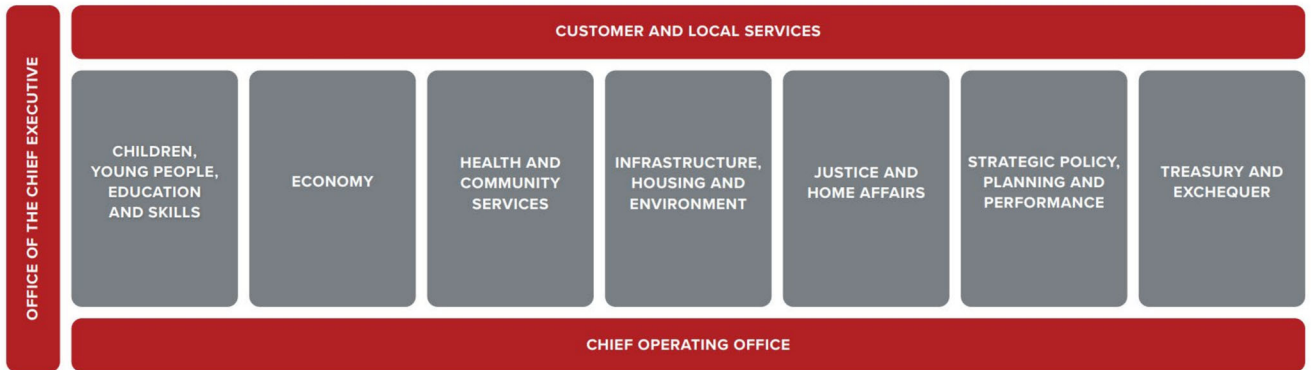 OFFICE OF THE CHIEF EXECUTIVE
CUSTOMER AND LOCAL SERVICES
CHILDREN,
YOUNG PEOPLE,
EDUCATION
AND SKILLS
ECONOMY
HEALTH AND
COMMUNITY
SERVICES
INFRASTRUCTURE,
HOUSING AND
ENVIRONMENT
JUSTICE AND
HOME AFFAIRS
STRATEGIC POLICY,
PLANNING AND
PERFORMANCE
TREASURY AND
EXCHEQUER
CHIEF OPERATING OFFICE